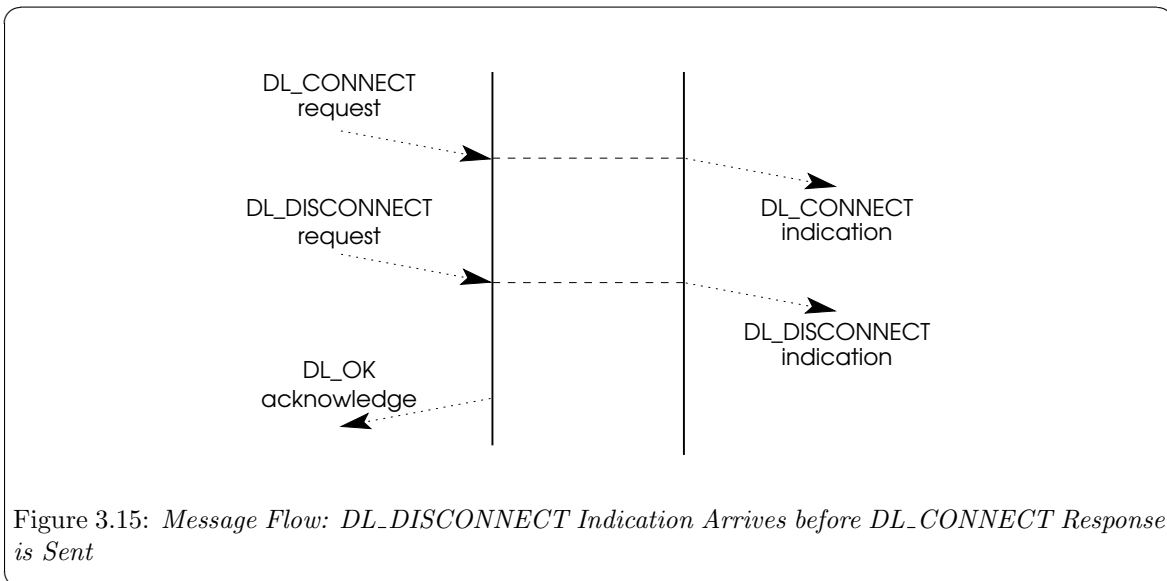 DL_CONNECT
request
DL_CONNECT
indication
DL_DISCONNECT
request
DL_DISCONNECT
indication
DL_OK
acknowledge
Figure 3.15: Message Flow: DL_DISCONNECT Indication Arrives before DL_CONNECT Response
is Sent